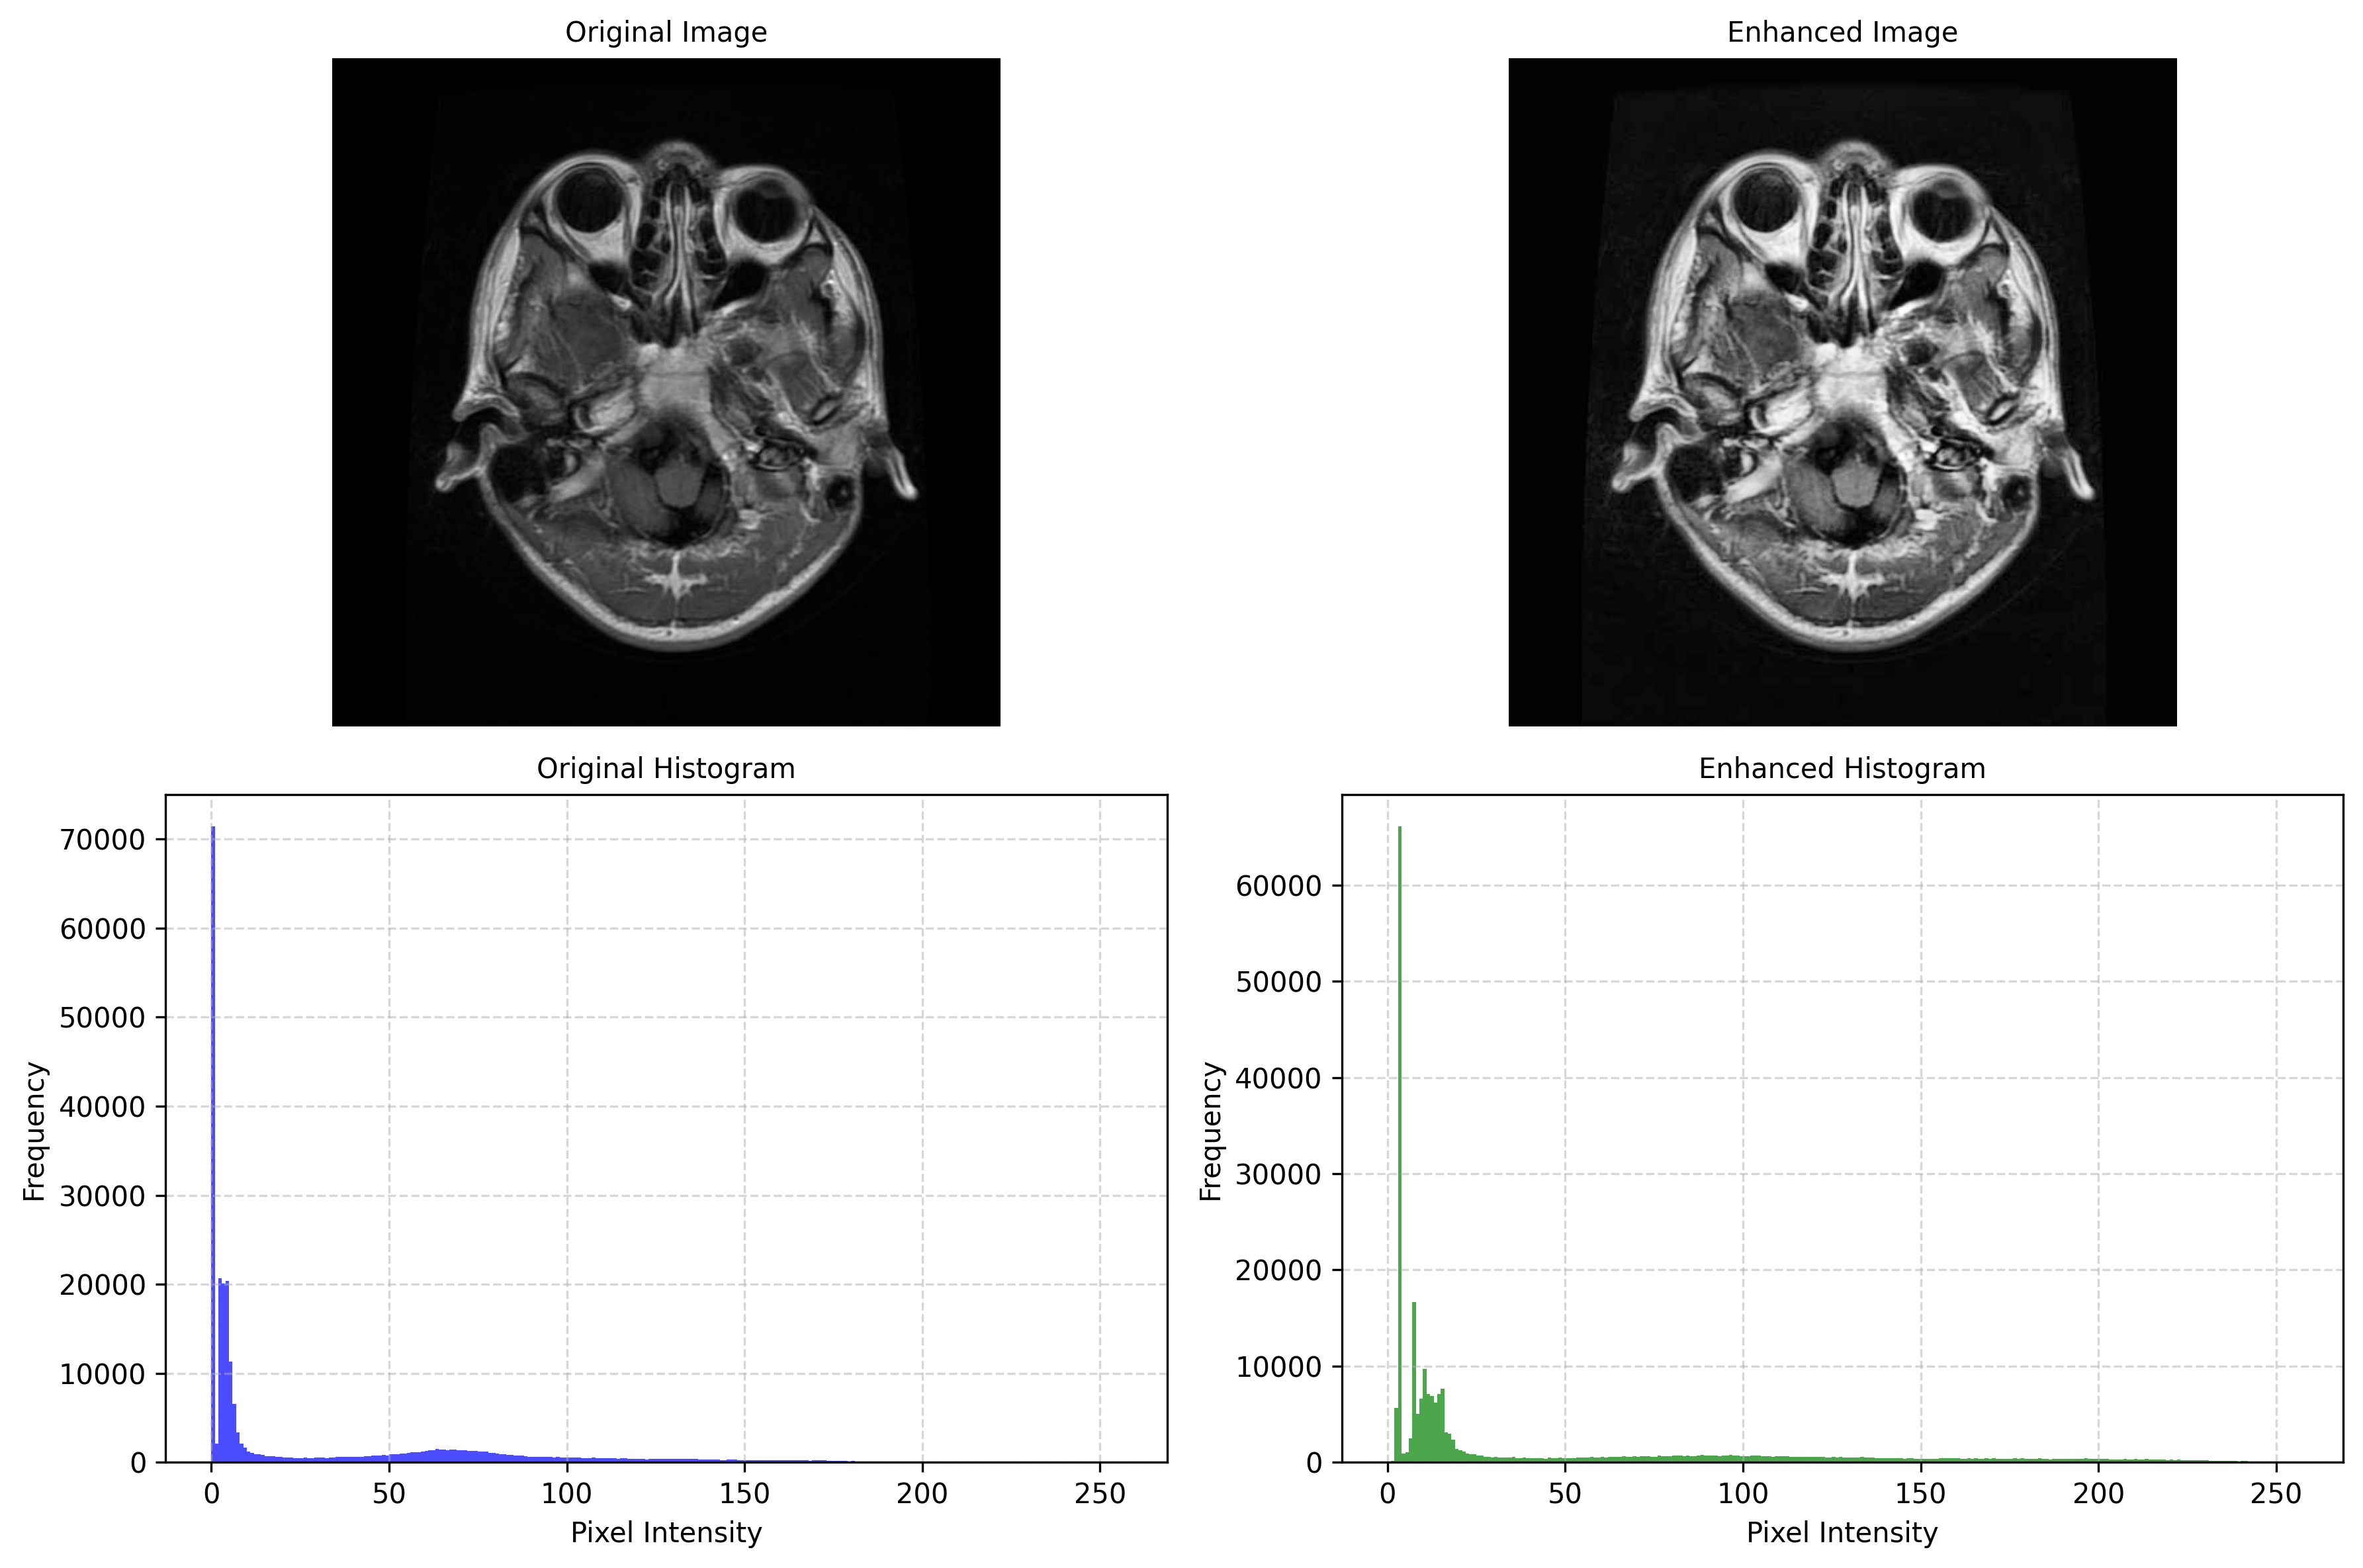 Original Image
Enhanced Image
Original Histogram
Enhanced Histogram
Frequency
70000
60000
50000
40000
30000
20000
10000
0
0 50 100 150 200 250
Pixel Intensity
Frequency
60000
50000
40000
30000
20000
10000
0
0 50 100 150 200 250
Pixel Intensity